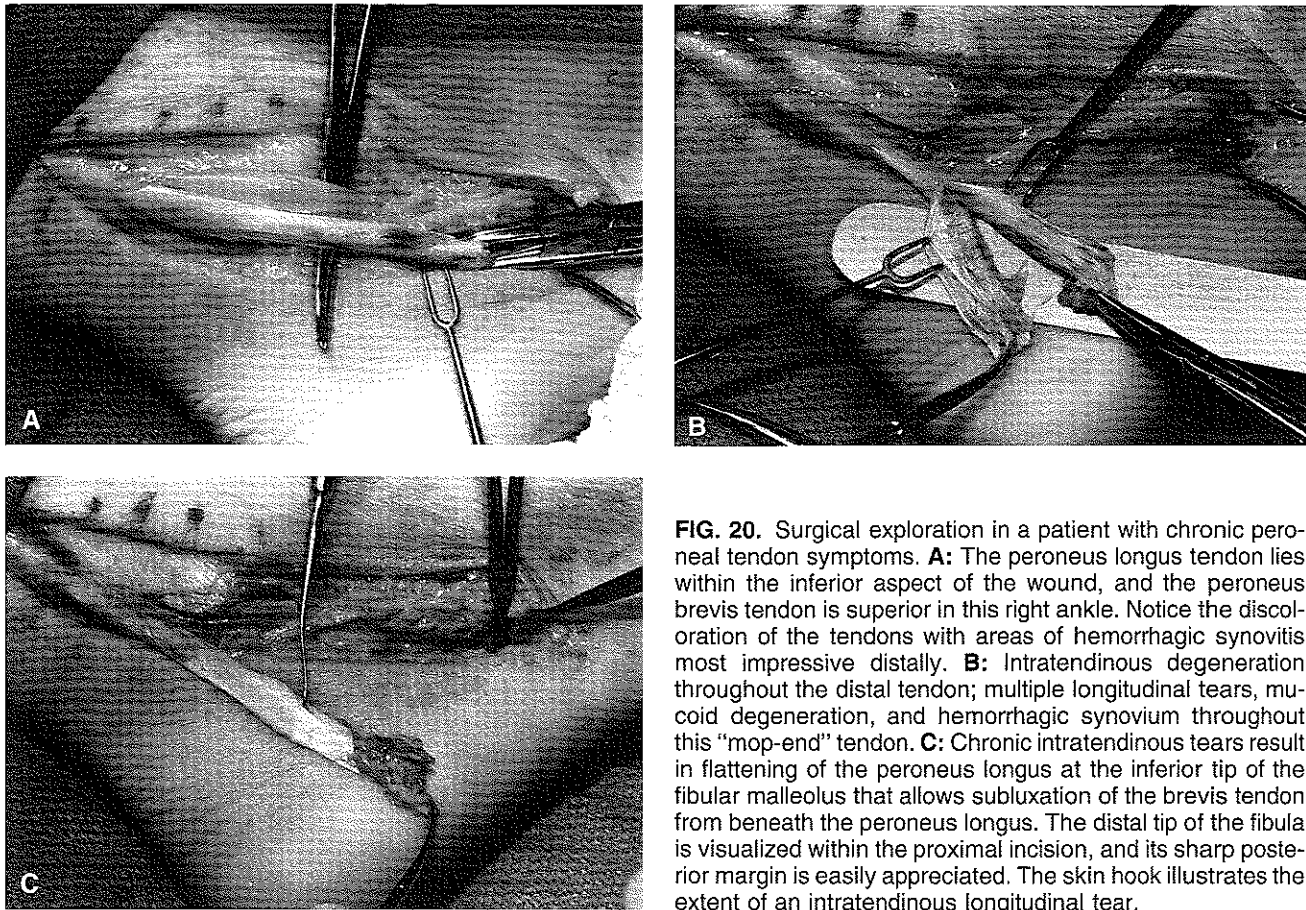 A
B
C
FIG. 20. Surgical exploration in a patient with chronic pero-
neal tendon symptoms. A: The peroneus longus tendon lies
within the inferior aspect of the wound, and the peroneus
brevis tendon is superior in this right ankle. Notice the discol-
oration of the tendons with areas of hemorrhagic synovitis
most impressive distally. B: Intratendinous degeneration
throughout the distal tendon; multiple longitudinal tears, mu-
coid degeneration, and hemorrhagic synovium throughout
this "mop-end" tendon. C: Chronic intratendinous tears result
in flattening of the peroneus longus at the inferior tip of the
fibular malleolus that allows subluxation of the brevis tendon
from beneath the peroneus longus. The distal tip of the fibula
is visualized within the proximal incision, and its sharp poste-
rior margin is easily appreciated. The skin hook illustrates the
extent of an intratendinous longitudinal tear.